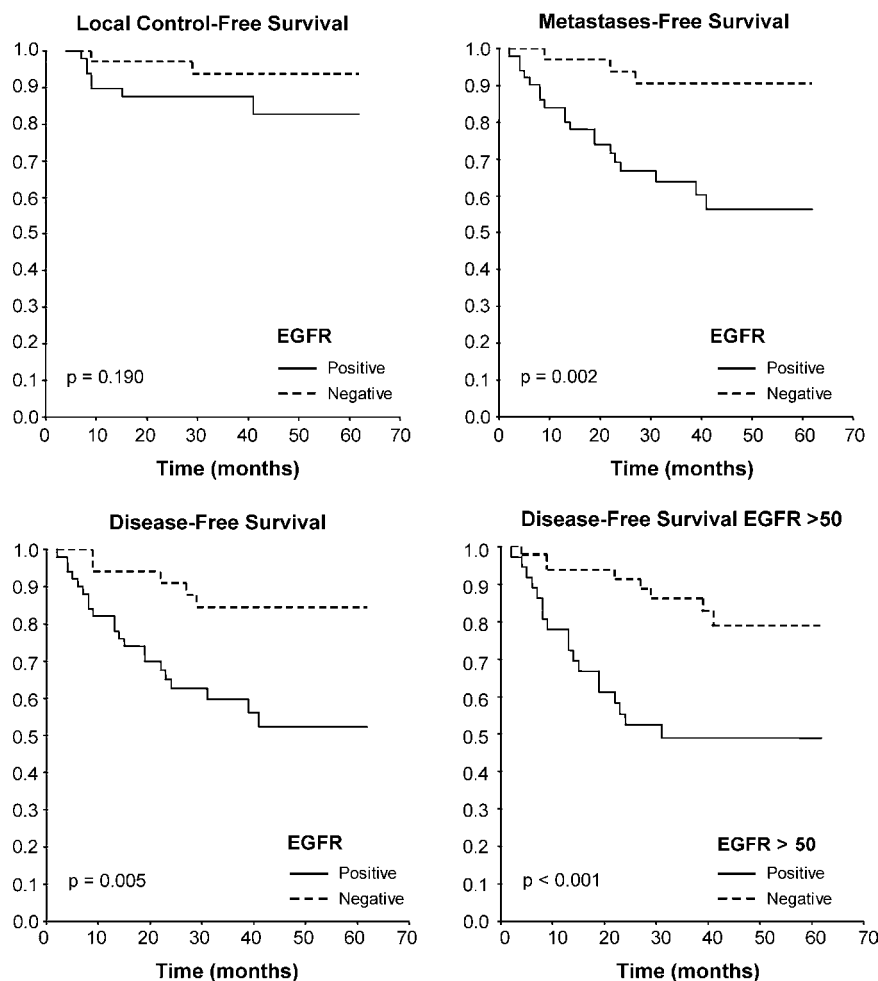 Local Control-Free Survival
1.0
0.9
0.8
0.7
0.6
0.5
0.4
0.3
0.2
0.1
0.0
EGFR
Positive
Negative
p = 0.190
0 10 20 30 40 50 60 70
Time (months)
Metastases-Free Survival
1.0
0.9
0.8
0.7
0.6
0.5
0.4
0.3
0.2
0.1
0.0
EGFR
Positive
Negative
p = 0.002
0 10 20 30 40 50 60 70
Time (months)
Disease-Free Survival
1.0
0.9
0.8
0.7
0.6
0.5
0.4
0.3
0.2
0.1
0.0
EGFR
Positive
Negative
p = 0.005
0 10 20 30 40 50 60 70
Time (months)
Disease-Free Survival EGFR >50
1.0
0.9
0.8
0.7
0.6
0.5
0.4
0.3
0.2
0.1
0.0
EGFR > 50
Positive
Negative
p < 0.001
0 10 20 30 40 50 60 70
Time (months)